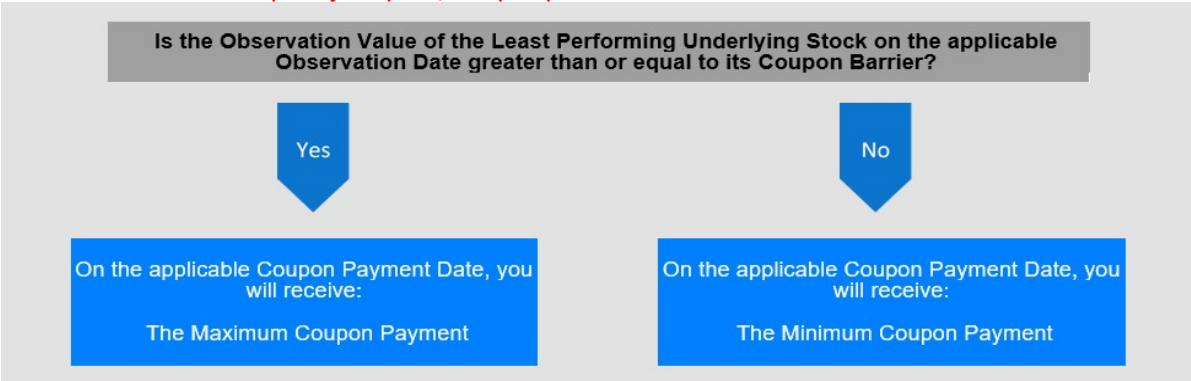 Is the Observation Value of the Least Performing Underlying Stock on the applicable
Observation Date greater than or equal to its Coupon Barrier?
Yes
No
On the applicable Coupon Payment Date, you
will receive:
The Maximum Coupon Payment
On the applicable Coupon Payment Date, you
will receive:
The Minimum Coupon Payment